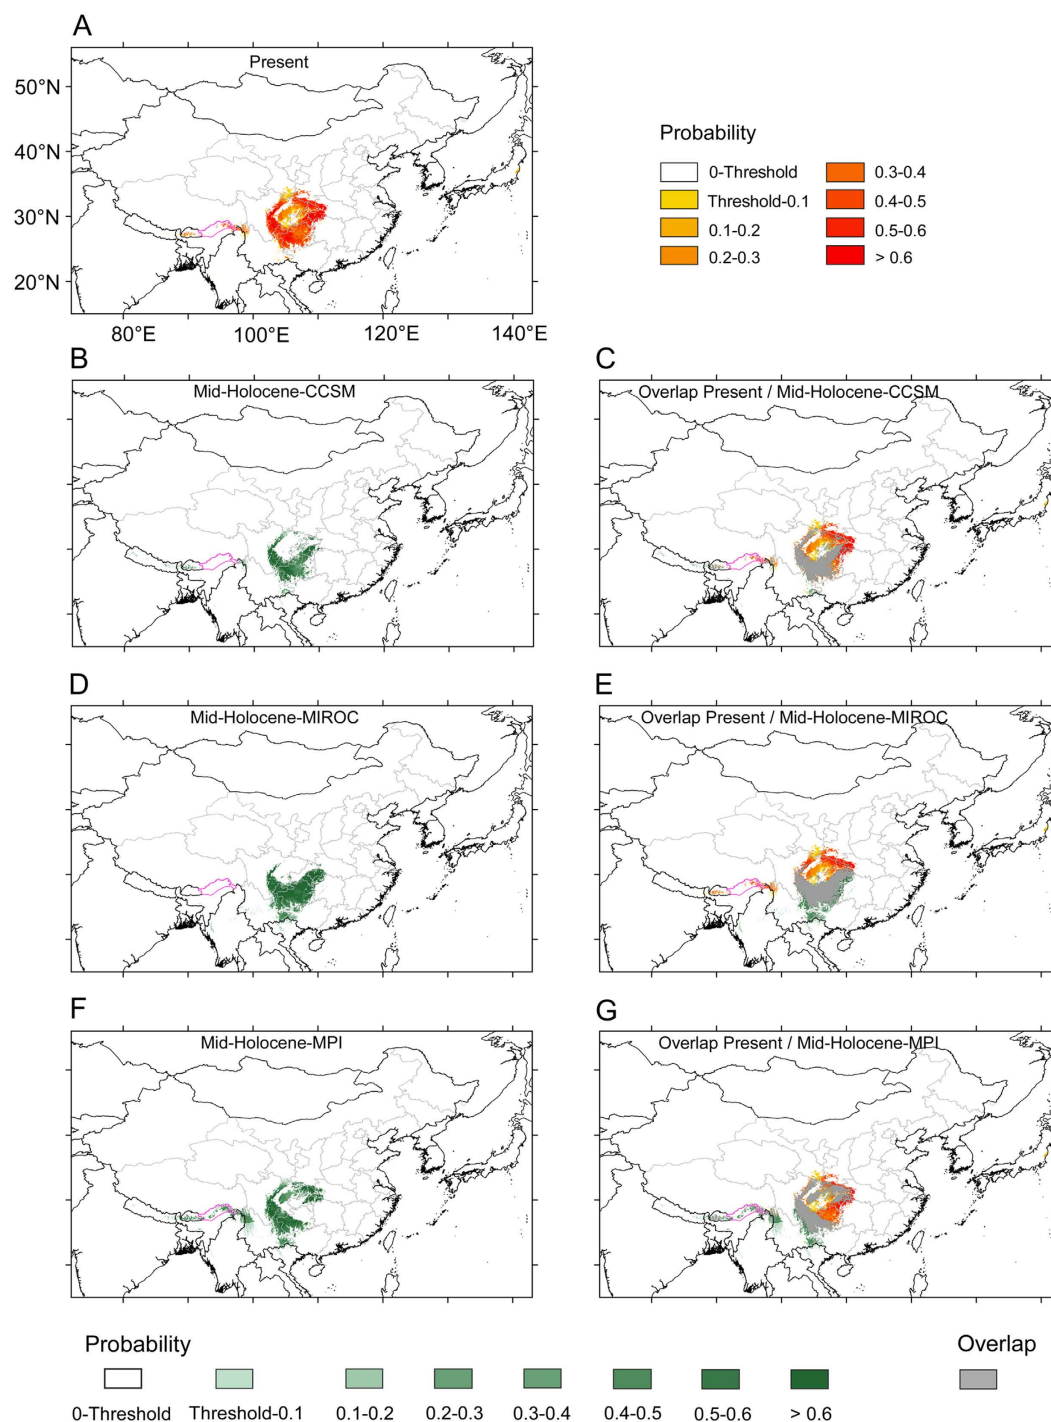 A
Present
50°N
40°N
30°N
20°N
80°E 100°E 120°E 140°E
Probability
0-Threshold 0.3-0.4
Threshold-0.1 0.4-0.5
0.1-0.2 0.5-0.6
0.2-0.3 > 0.6
B
Mid-Holocene-CCSM
C
Overlap Present / Mid-Holocene-CCSM
D
Mid-Holocene-MIROC
E
Overlap Present / Mid-Holocene-MIROC
F
Mid-Holocene-MPI
G
Overlap Present / Mid-Holocene-MPI
Probability Overlap
0-Threshold Threshold-0.1 0.1-0.2 0.2-0.3 0.3-0.4 0.4-0.5 0.5-0.6 > 0.6